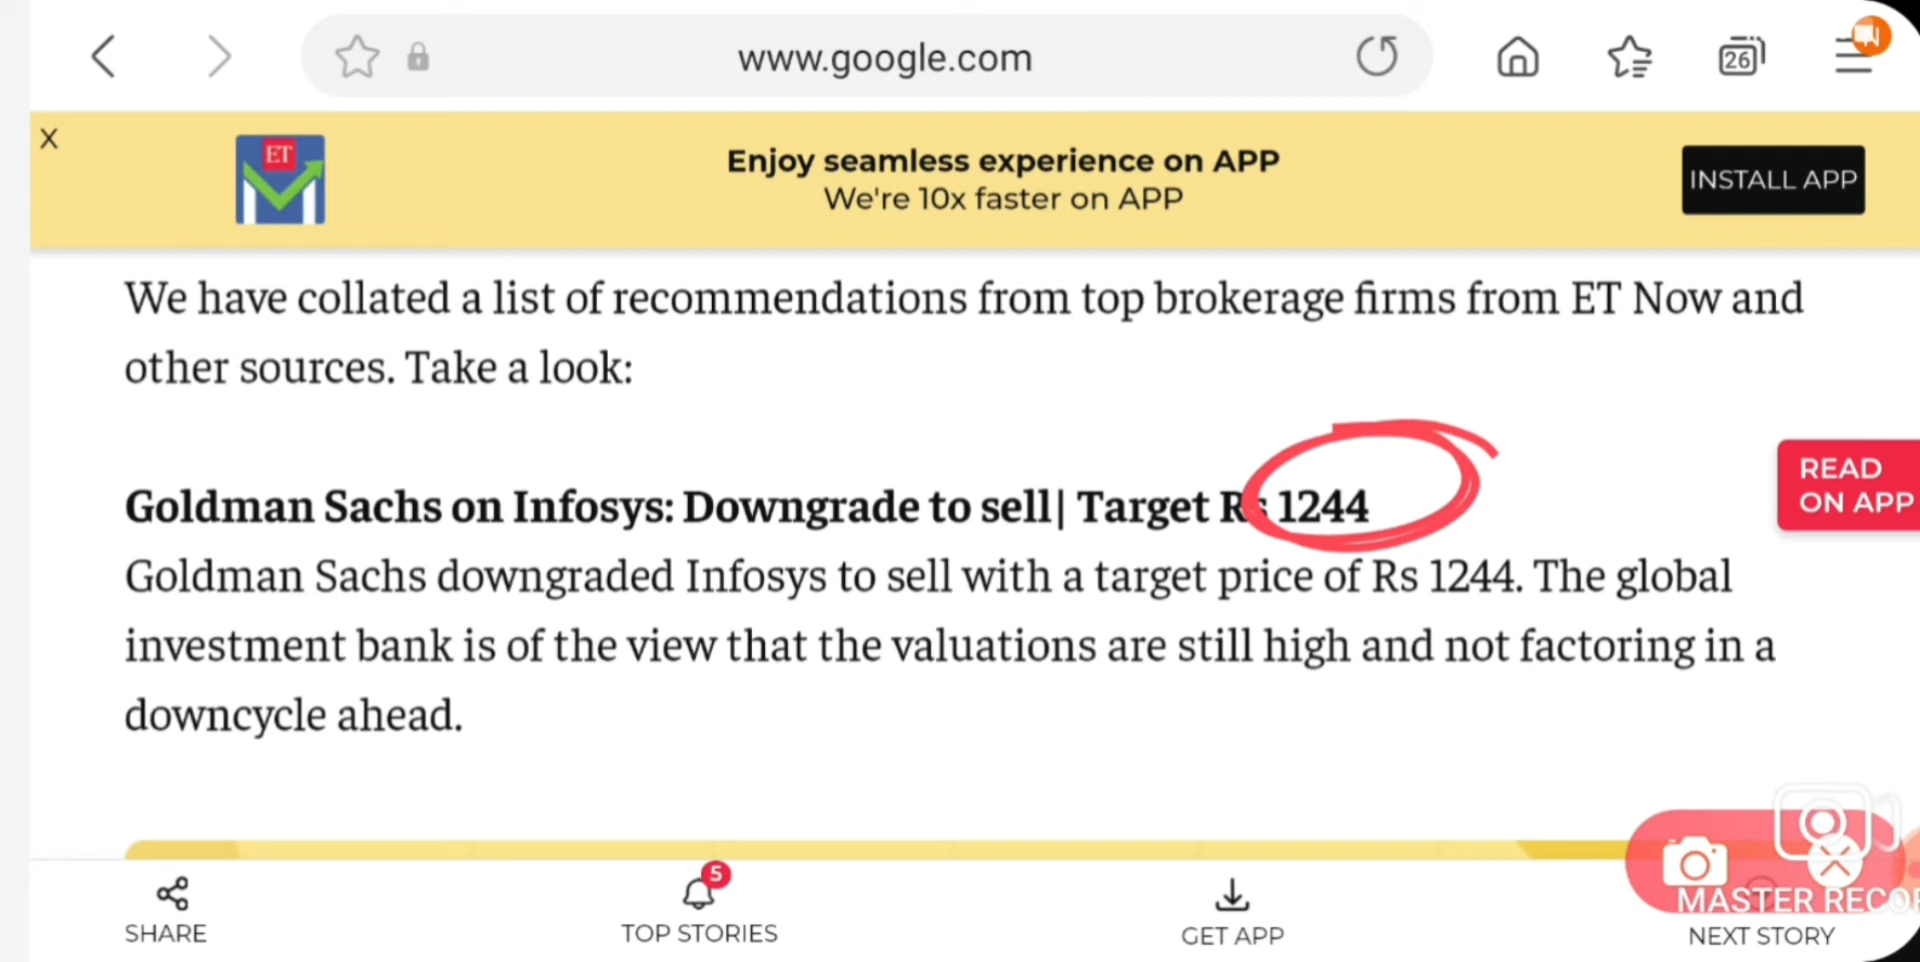 www.google.com
26
X
ET
Enjoy seamless experience on APP
We're 10x faster on APP
INSTALL APP
We have collated a list of recommendations from top brokerage firms from ET Now and
other sources. Take a look:
Goldman Sachs on Infosys: Downgrade to sell| Target Rs 1244
READ
ON APP
Goldman Sachs downgraded Infosys to sell with a target price of Rs 1244. The global
investment bank is of the view that the valuations are still high and not factoring in a
downcycle ahead.
5
SHARE
TOP STORIES
GET APP
MASTER RECOR
NEXT STORY